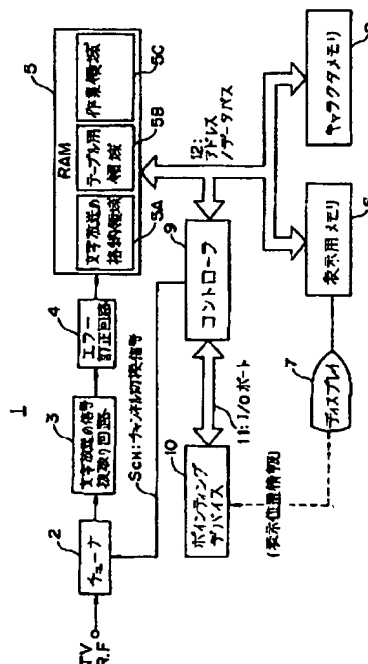 1
TV
R.F
2
チューナ
3
文字放送の信号
抜取り回路
4
エラー
訂正回路
5
RAM
文字放送の
格納領域
5A
テーブル用
領域
5B
作業領域
5C
SCH:チャンネル切換信号
9
コントローラ
12:
アドレス
/データバス
10
ポインティング
デバイス
11:I/Oポート
(表示位置情報)
7
ディスプレイ
表示用メモリ
キャラクタメモリ